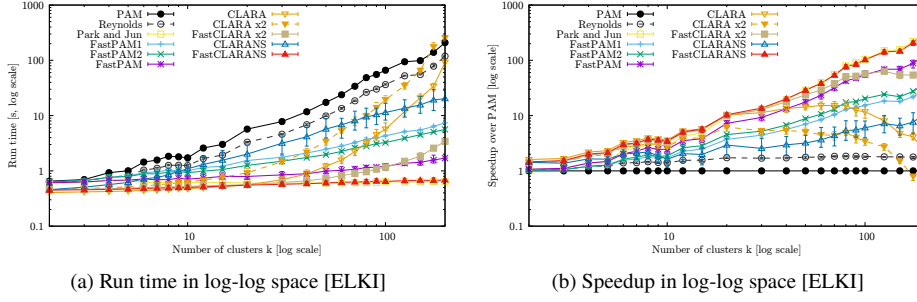 1000
100
10
1
0.1
Run time [s, log scale]
10
100
Number of clusters k [log scale]
PAM
Reynolds
Park and Jun
FastPAM1
FastPAM2
FastPAM
CLARA
CLARA x2
FastCLARA x2
CLARANS
FastCLARANS
(a) Run time in log-log space [ELKI]
1000
100
10
1
0.1
Speedup over PAM [log scale]
10
100
Number of clusters k [log scale]
PAM
Reynolds
Park and Jun
FastPAM1
FastPAM2
FastPAM
CLARA
CLARA x2
FastCLARA x2
CLARANS
FastCLARANS
(b) Speedup in log-log space [ELKI]